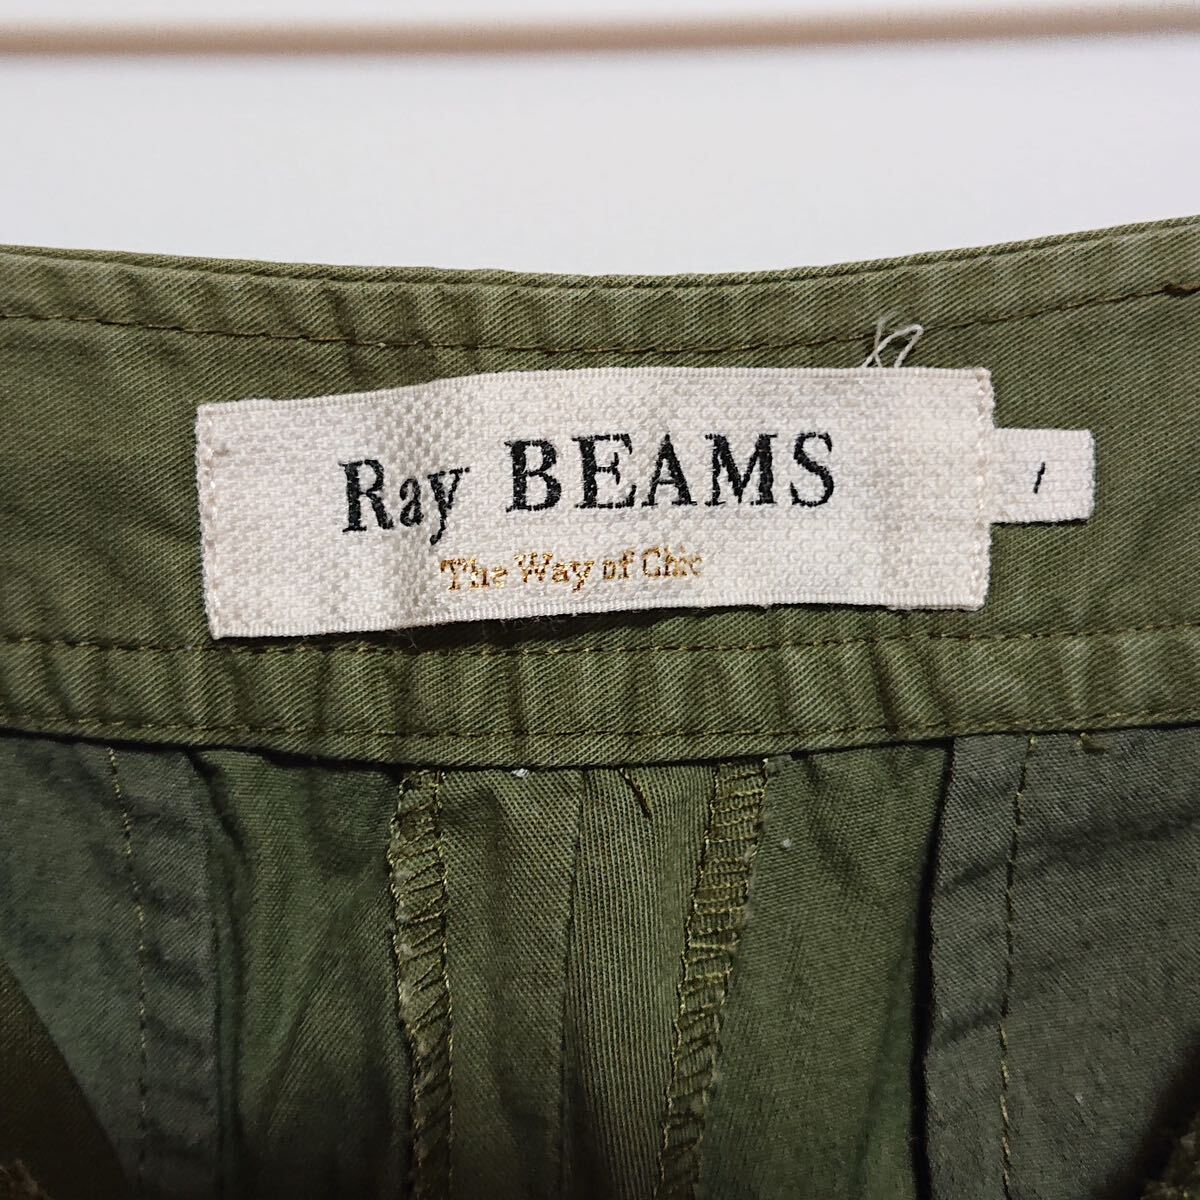 Ray BEAMS
The Way of Chic
1